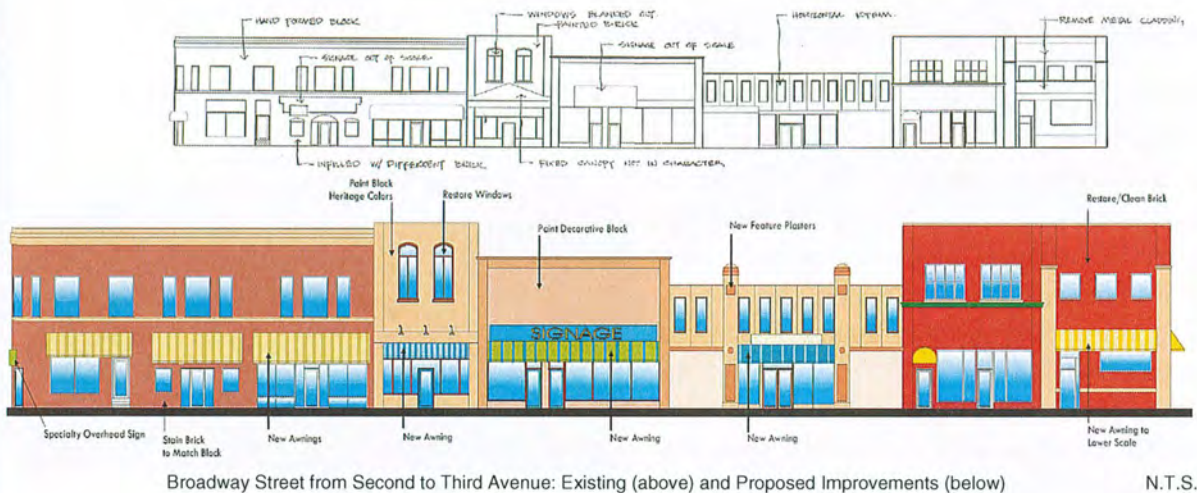 HAND FORMED BLOCK
WINDOWS BLANKED OUT.
PAINTED BRICK
HORIZONTAL
REMOVE METAL CLADDING,
SIGNAGE OUT OF SCALE
SIGNAGE OUT OF SCALE
INFILLED W/ DIFFERENT BRICK
FIXED CANOPY NOT IN CHARACTER
Paint Block
Heritage Colors
Restore Windows
Paint Decorative Block
New Feature Plasters
Restore/Clean Brick
SIGNAGE
Specialty Overhead Sign
Stain Brick
to Match Block
New Awnings
New Awning
New Awning
New Awning
New Awning to
Lower Scale
Broadway Street from Second to Third Avenue: Existing (above) and Proposed Improvements (below)
N.T.S.